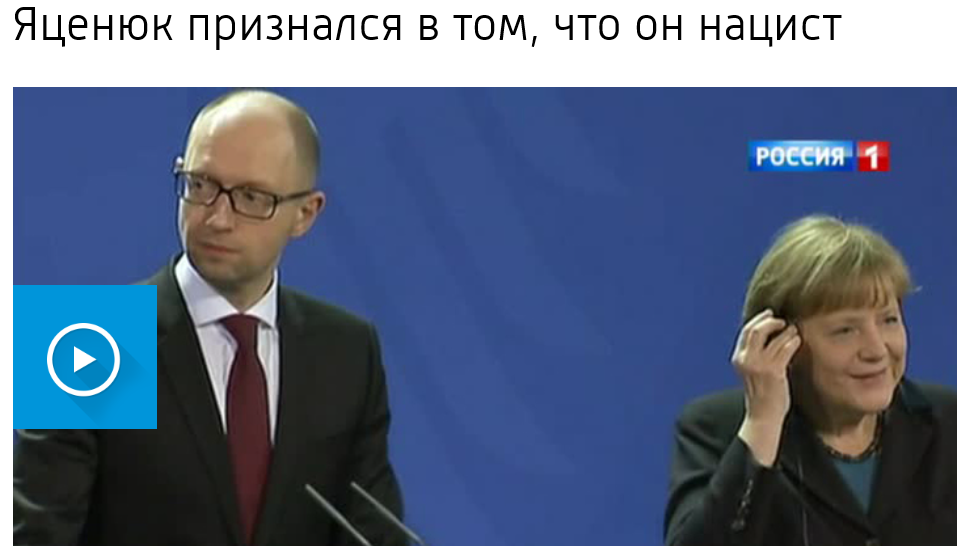 Яценюк признался в том, что он нацист
РОССИЯ 1